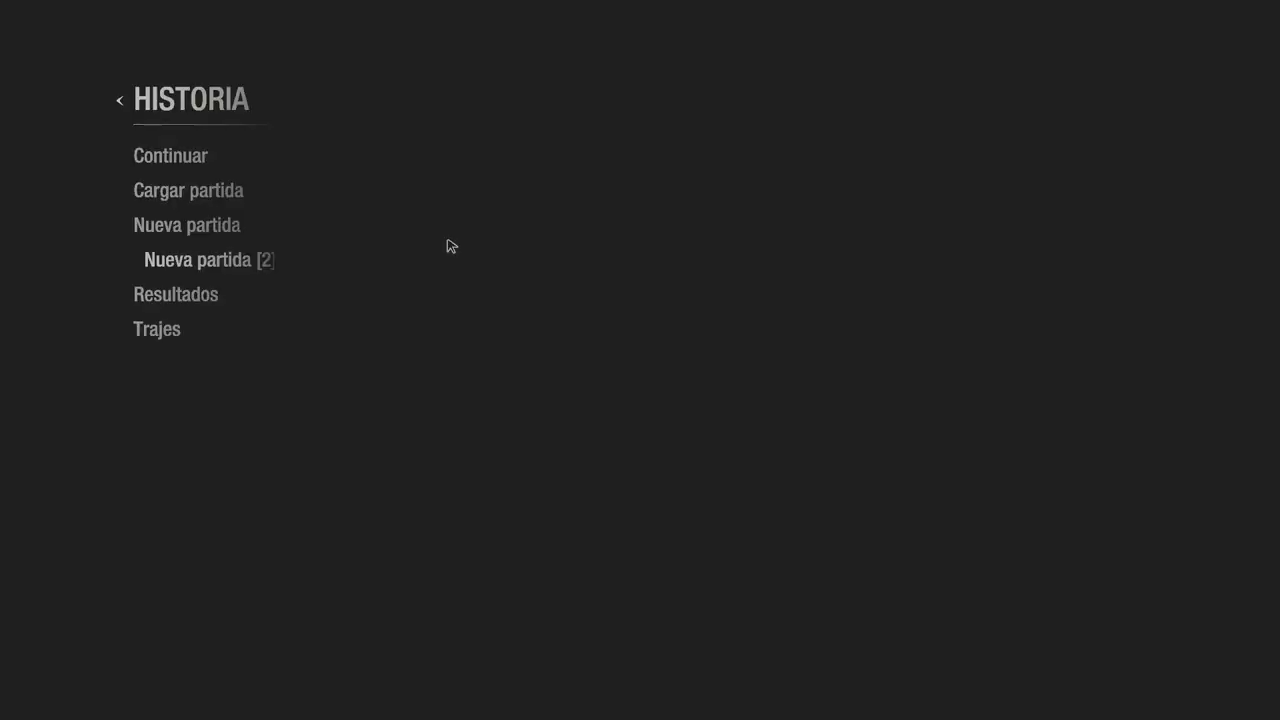 HISTORIA
Continuar
Cargar partida
Nueva partida
Nueva partida [2]
Resultados
Trajes